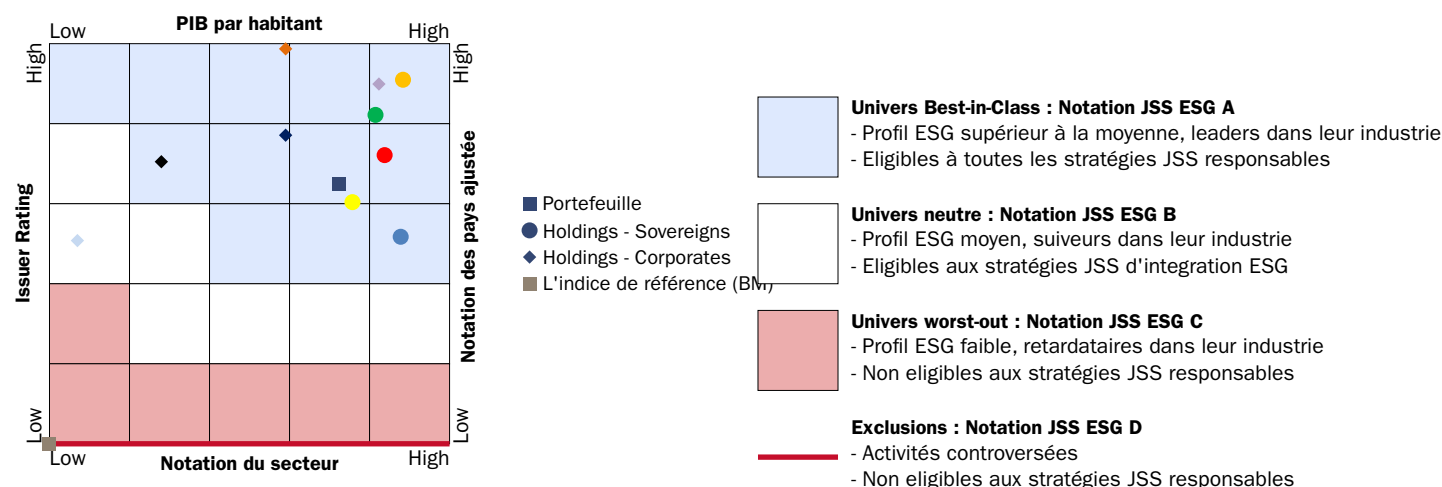 PIB par habitant
Low
High
High
High
Issuer Rating
Notation des pays ajustée
Low
Low
Low
High
Notation du secteur
Portefeuille
Holdings - Sovereigns
Holdings - Corporates
L'indice de référence (BM)
Univers Best-in-Class : Notation JSS ESG A
- Profil ESG supérieur à la moyenne, leaders dans leur industrie
- Eligibles à toutes les stratégies JSS responsables
Univers neutre : Notation JSS ESG B
- Profil ESG moyen, suiveurs dans leur industrie
- Eligibles aux stratégies JSS d'integration ESG
Univers worst-out : Notation JSS ESG C
- Profil ESG faible, retardataires dans leur industrie
- Non eligibles aux stratégies JSS responsables
Exclusions : Notation JSS ESG D
- Activités controversées
- Non eligibles aux stratégies JSS responsables